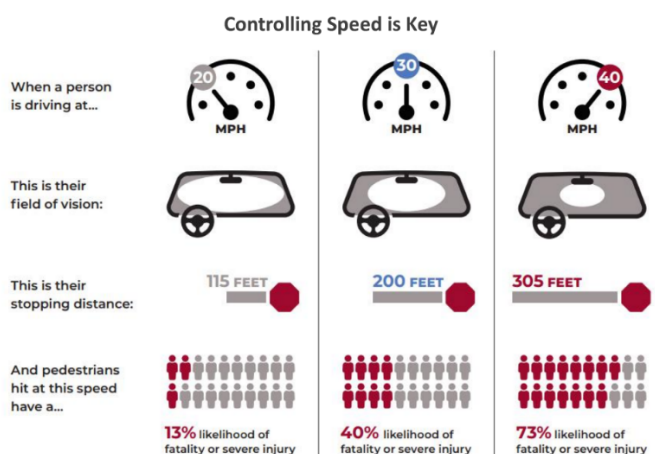 Controlling Speed is Key
When a person
is driving at...
20
MPH
30
MPH
40
MPH
This is their
field of vision:
This is their
stopping distance:
115 FEET
200 FEET
305 FEET
And pedestrians
hit at this speed
have a...
13% likelihood of
fatality or severe injury
40% likelihood of
fatality or severe injury
73% likelihood of
fatality or severe injury